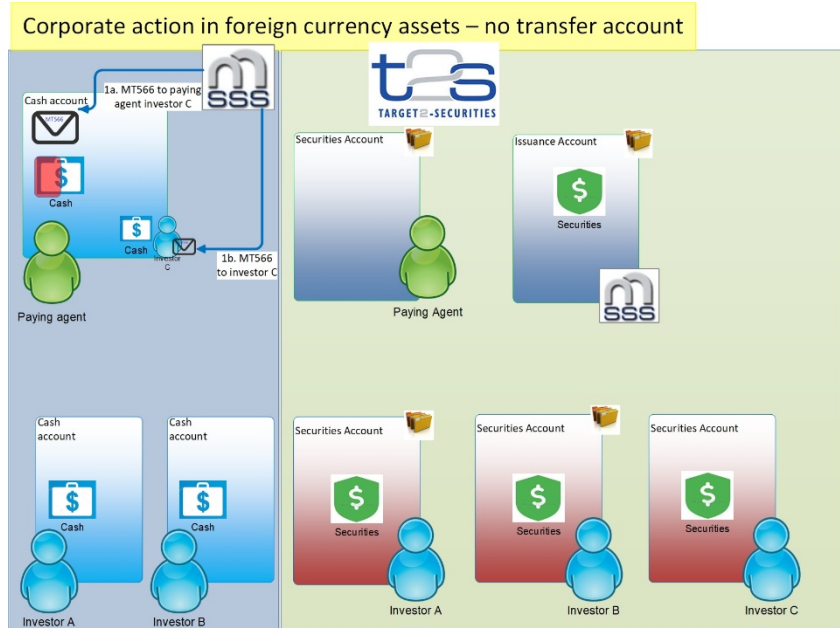 Corporate action in foreign currency assets – no transfer account
Cash account
1a. MT566 to paying
agent investor C
MT566
Cash
Cash
Investor
C
1b. MT566
to investor C
Paying agent
SSS
t2s
TARGET2-SECURITIES
Securities Account
Paying Agent
Issuance Account
Securities
SSS
Cash
account
Cash
Investor A
Cash
account
Cash
Investor B
Securities Account
Securities
Investor A
Securities Account
Securities
Investor B
Securities Account
Securities
Investor C